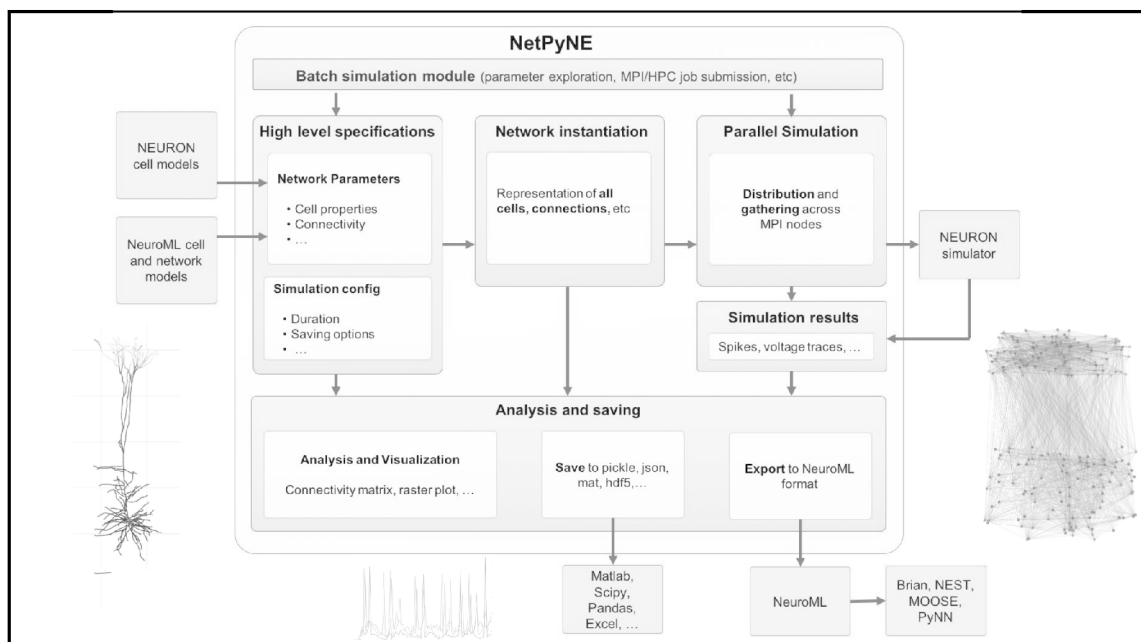 NetPyNE
Batch simulation module (parameter exploration, MPI/HPC job submission, etc)
NEURON
cell models
NeuroML cell
and network
models
High level specifications
Network Parameters
• Cell properties
• Connectivity
• ...
Simulation config
• Duration
• Saving options
• ...
Network instantiation
Representation of all
cells, connections, etc
Parallel Simulation
Distribution and
gathering across
MPI nodes
NEURON
simulator
Simulation results
Spikes, voltage traces, ...
Analysis and saving
Analysis and Visualization
Connectivity matrix, raster plot, ...
Save to pickle, json,
mat, hdf5,...
Export to NeuroML
format
Matlab,
Scipy,
Pandas,
Excel, ...
NeuroML
Brian, NEST,
MOOSE,
PyNN